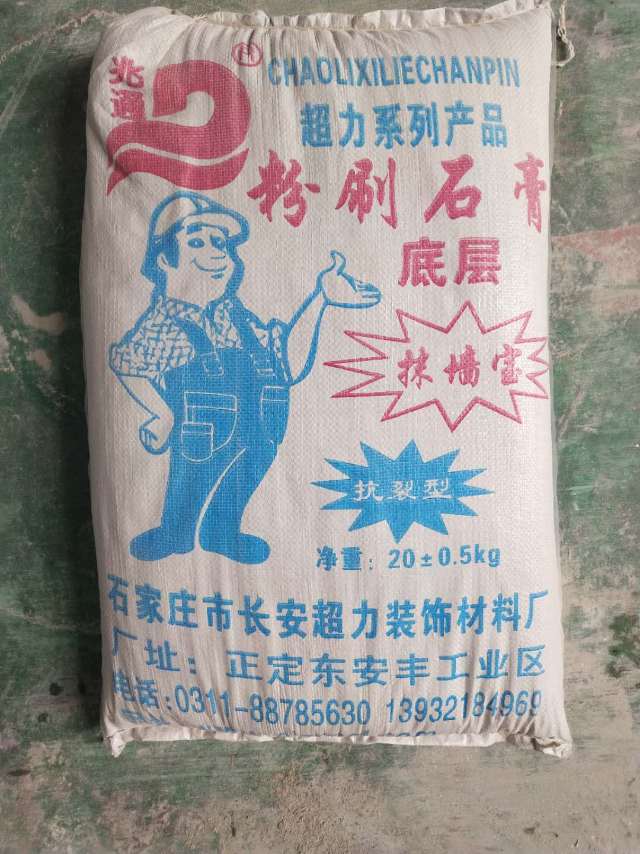 兆通
CHAOLIXILIECHANPIN
超力系列产品
粉刷石膏
底层
抹墙宝
抗裂型
净重：20±0.5kg
石家庄市长安超力装饰材料厂
厂址：正定东安丰工业区
电话:0311-88785630 13932184969